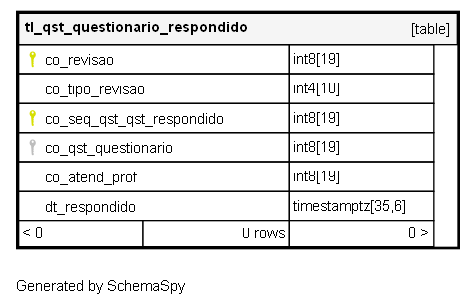 tl_qst_questionario_respondido [table]
co_revisao int8[19]
co_tipo_revisao int4[10]
co_seq_qst_qst_respondido int8[19]
co_qst_questionario int8[19]
co_atend_prof int8[19]
dt_respondido timestamptz[35,6]
< 0 0 rows 0 >
Generated by SchemaSpy